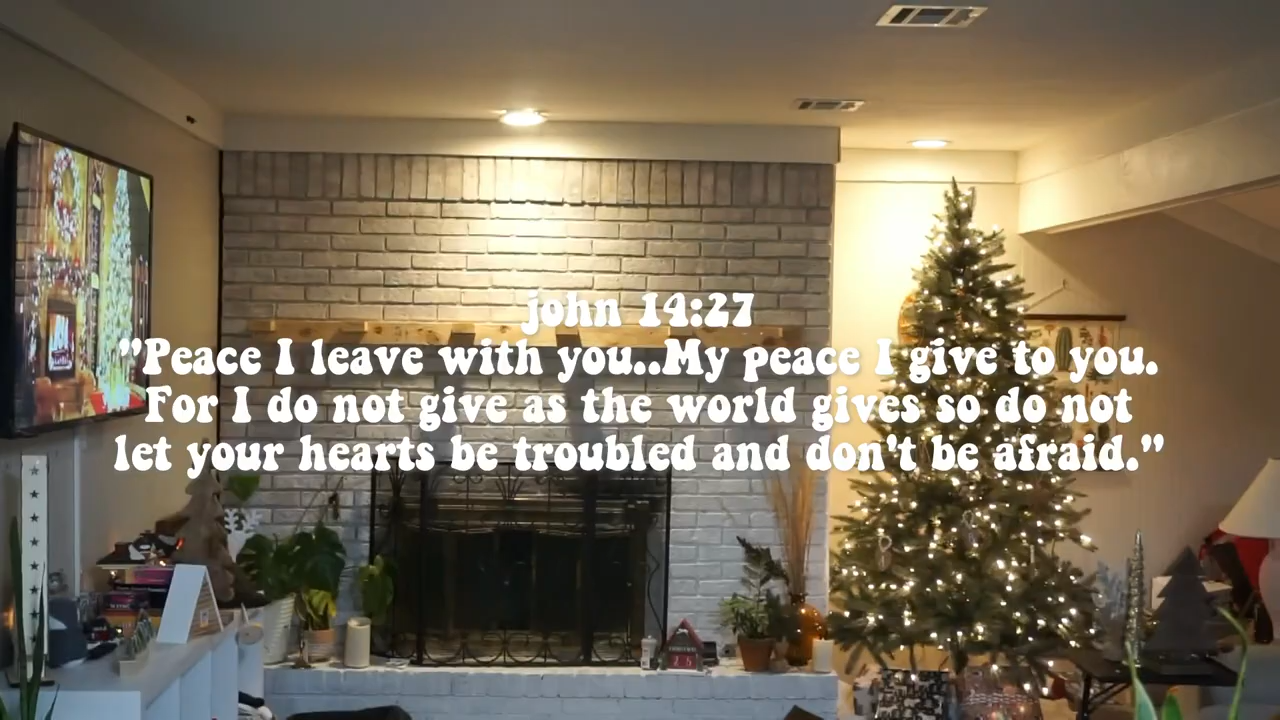 john 14:27
"Peace I leave with you..My peace I give to you.
For I do not give as the world gives so do not
let your hearts be troubled and don't be afraid."
25